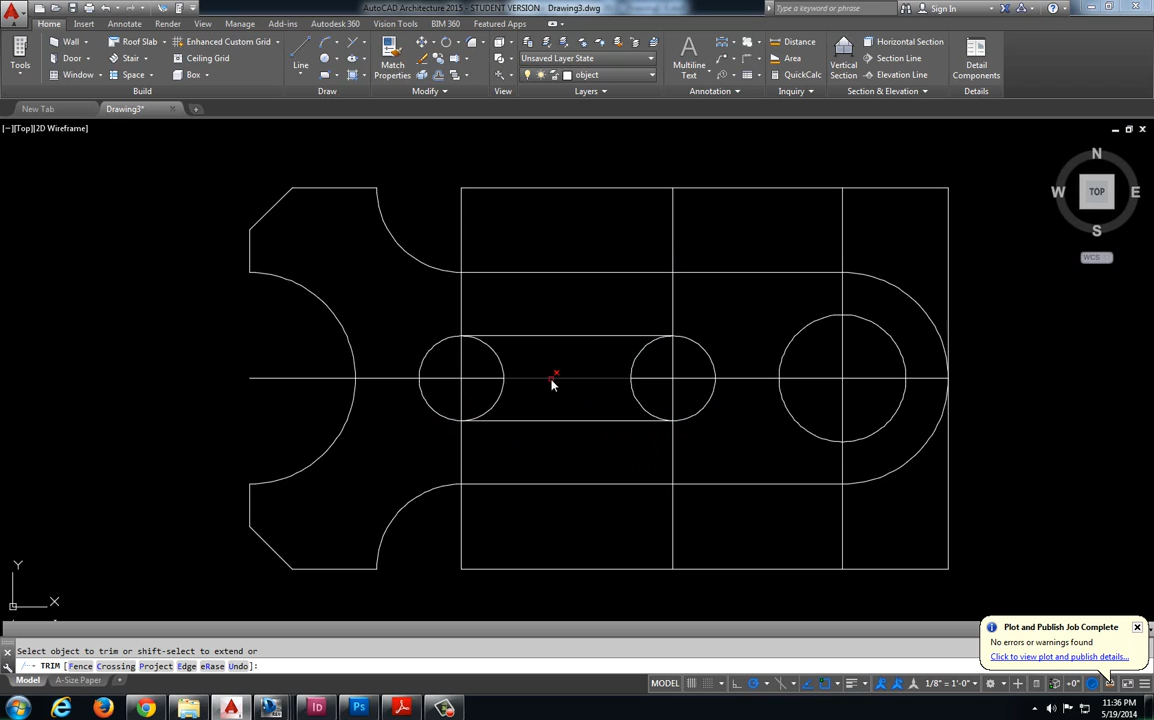 AutoCAD Architecture 2015 - STUDENT VERSION Drawing3.dwg
Type a keyword or phrase
Sign In
Home Insert Annotate Render View Manage Add-ins Autodesk 360 Vision Tools BIM 360 Featured Apps
Tools
Wall
Door
Window
Roof Slab
Stair
Space
Enhanced Custom Grid
Ceiling Grid
Box
Build
Line
Draw
Match
Properties
Modify
View
Unsaved Layer State
object
Layers
Multiline
Text
Annotation
Distance
Area
QuickCalc
Inquiry
Vertical
Section
Horizontal Section
Section Line
Elevation Line
Section & Elevation
Detail
Components
Details
New Tab
Drawing3*
[−][Top][2D Wireframe]
N
W
TOP
E
S
WCS
Y
X
Plot and Publish Job Complete
No errors or warnings found
Click to view plot and publish details...
Select object to trim or shift-select to extend or
TRIM [Fence Crossing Project Edge eRase Undo]:
Model
A-Size Paper
MODEL
1/8" = 1'-0"
+0"
11:36 PM
5/19/2014